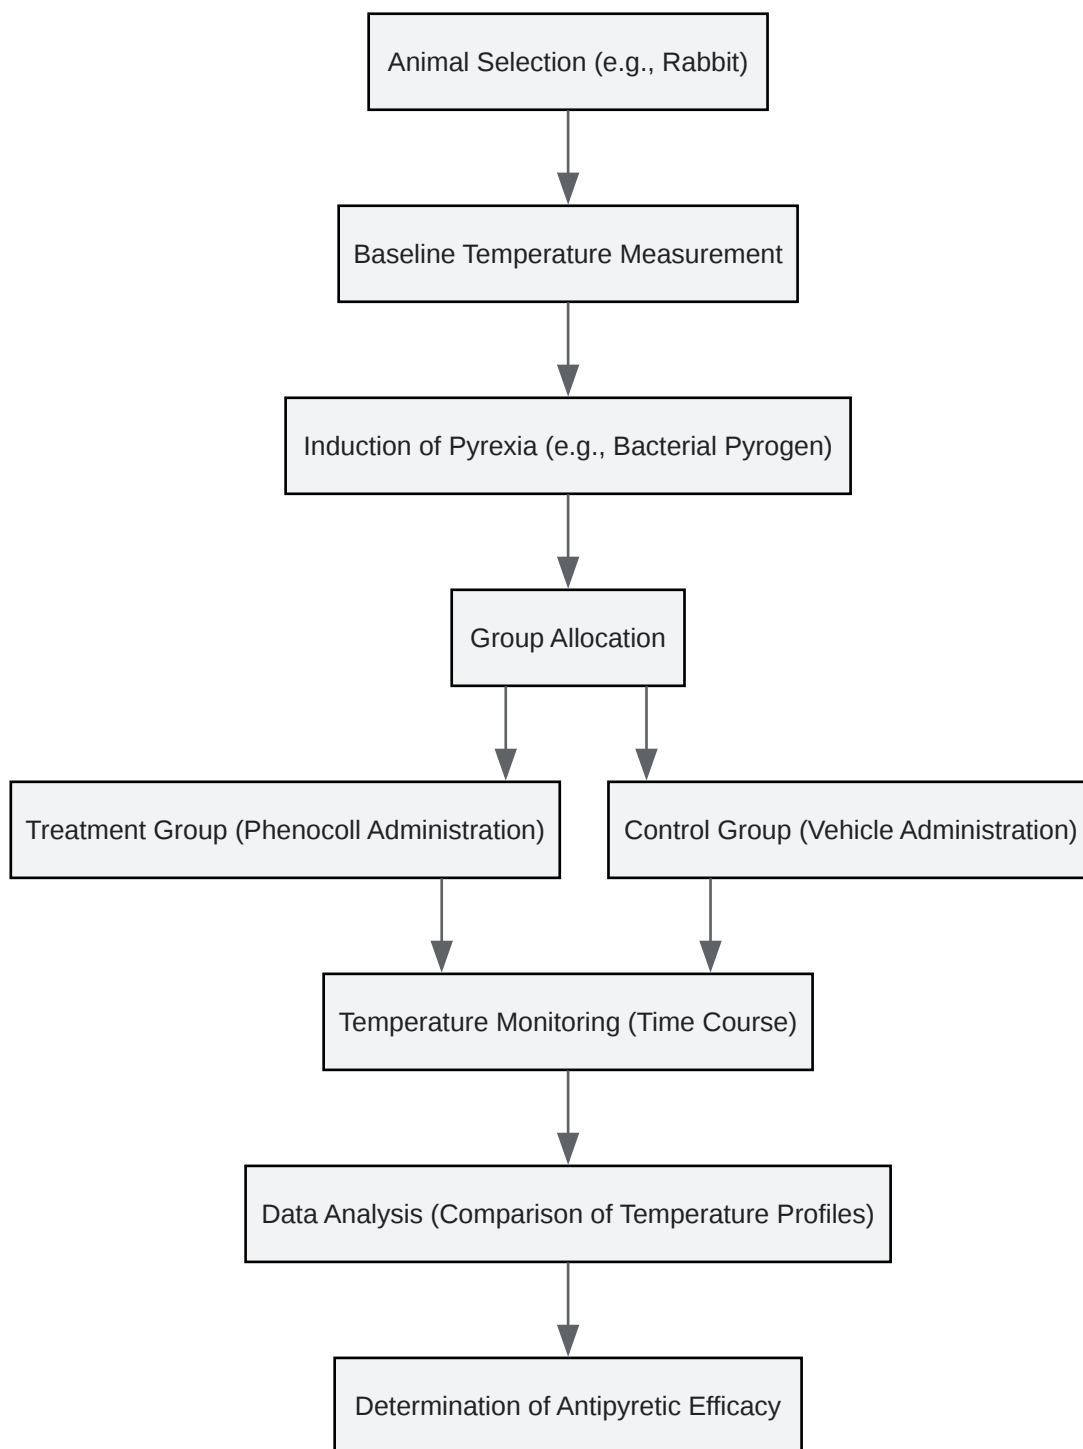 Animal Selection (e.g., Rabbit)
Baseline Temperature Measurement
Induction of Pyrexia (e.g., Bacterial Pyrogen)
Group Allocation
Treatment Group (Phenocoll Administration)
Control Group (Vehicle Administration)
Temperature Monitoring (Time Course)
Data Analysis (Comparison of Temperature Profiles)
Determination of Antipyretic Efficacy